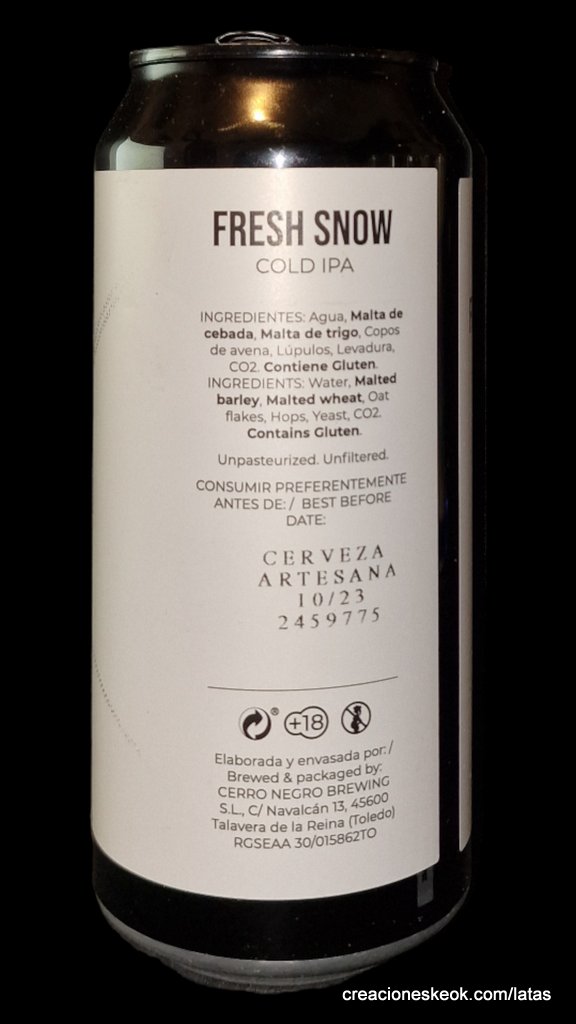 FRESH SNOW
COLD IPA
INGREDIENTES: Agua, Malta de
cebada, Malta de trigo, Copos
de avena, Lúpulos, Levadura,
CO2. Contiene Gluten.
INGREDIENTS: Water, Malted
barley, Malted wheat, Oat
flakes, Hops, Yeast, CO2.
Contains Gluten.
Unpasteurized. Unfiltered.
CONSUMIR PREFERENTEMENTE
ANTES DE: / BEST BEFORE
DATE:
CERVEZA
ARTESANA
10/23
2459775
®
+18
Elaborada y envasada por: /
Brewed & packaged by:
CERRO NEGRO BREWING
S.L., C/ Navalcán 13, 45600
Talavera de la Reina (Toledo)
RGSEAA 30/015862TO
creacioneskeok.com/latas